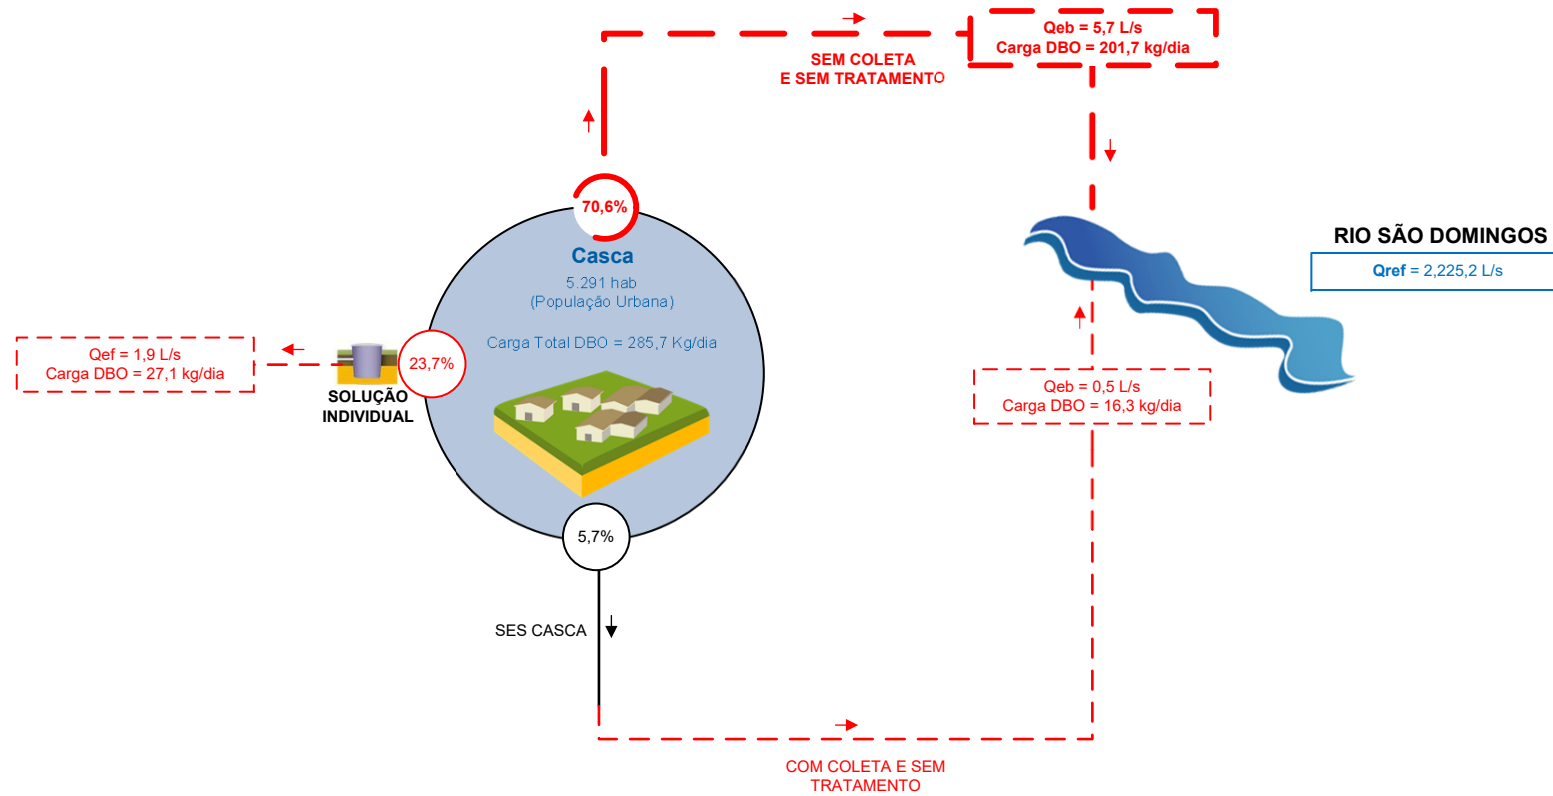 Qeb = 5,7 L/s
Carga DBO = 201,7 kg/dia
SEM COLETA
E SEM TRATAMENTO
70,6%
Casca
5.291 hab
(População Urbana)
Carga Total DBO = 285,7 Kg/dia
RIO SÃO DOMINGOS
Qref = 2,225,2 L/s
Qef = 1,9 L/s
Carga DBO = 27,1 kg/dia
23,7%
SOLUÇÃO
INDIVIDUAL
Qeb = 0,5 L/s
Carga DBO = 16,3 kg/dia
5,7%
SES CASCA
COM COLETA E SEM
TRATAMENTO